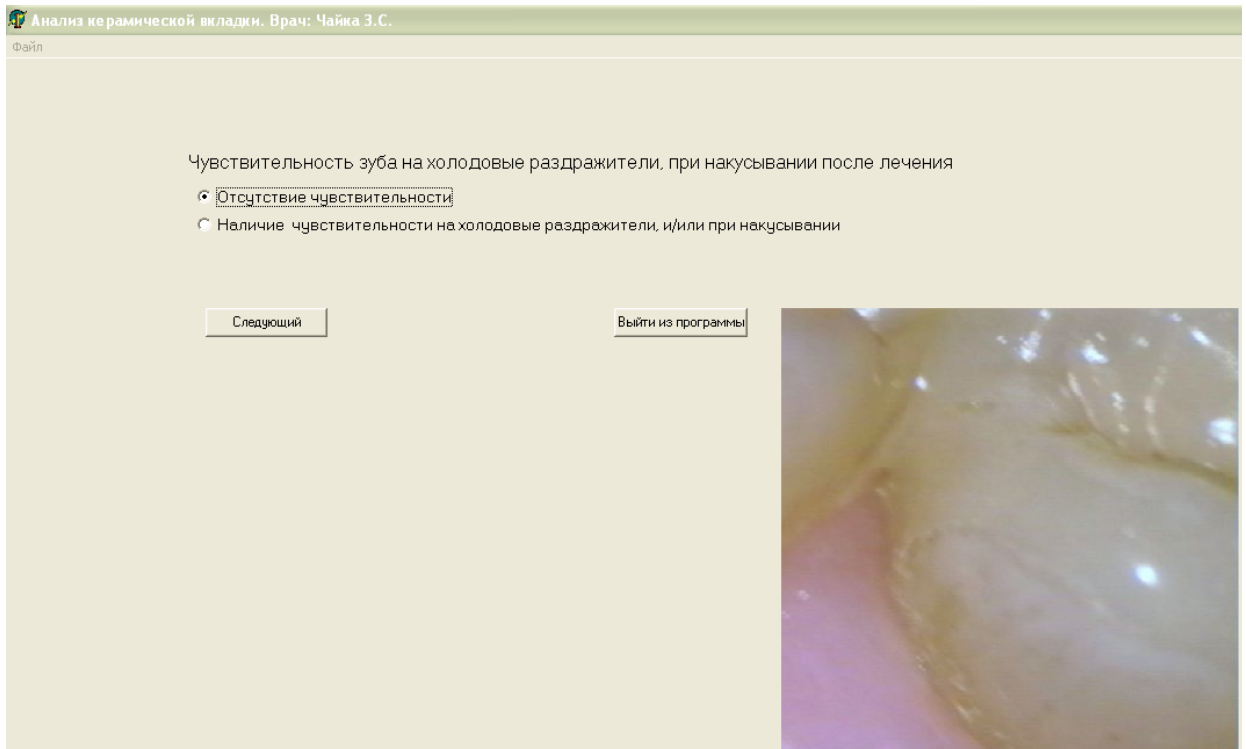 Анализ керамической вкладки. Врач: Чайка З.С.
Файл
Чувствительность зуба на холодовые раздражители, при накусывании после лечения
Отсутствие чувствительности
Наличие чувствительности на холодовые раздражители, и/или при накусывании
Следующий
Выйти из программы